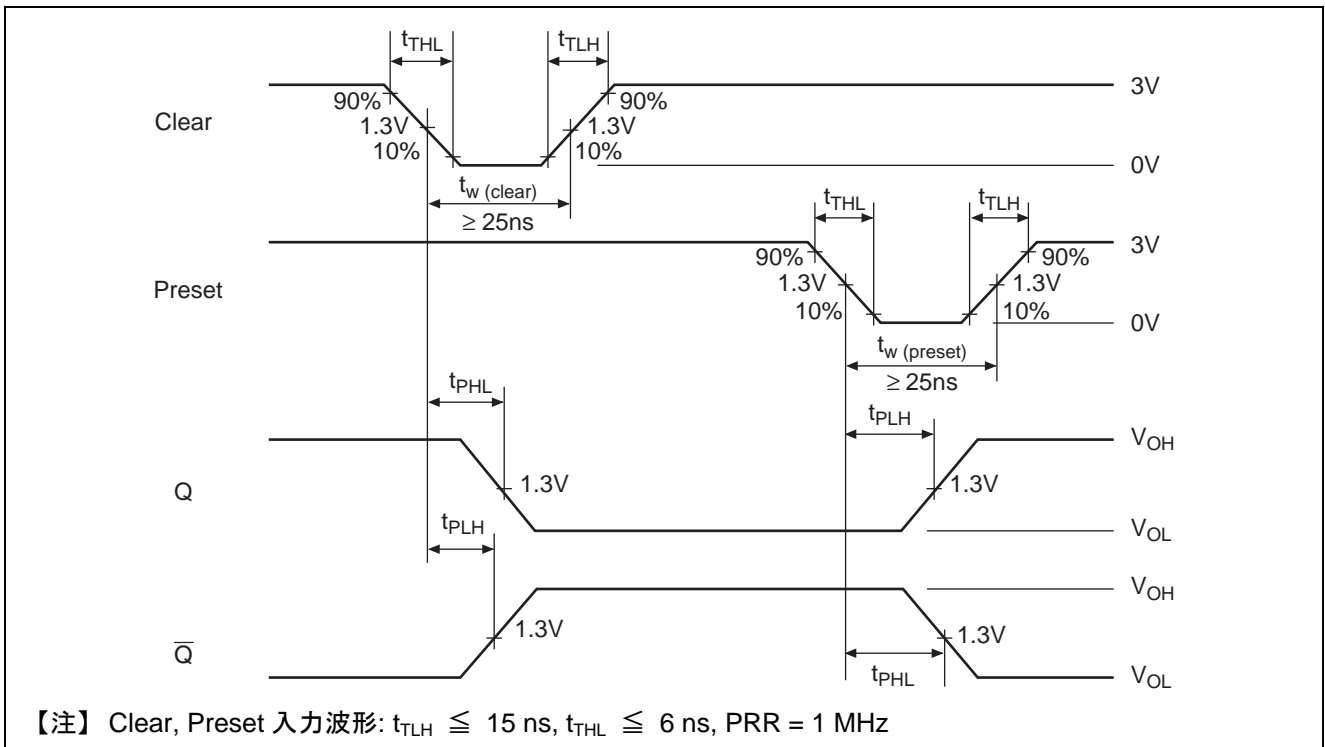 tTHL
tTLH
Clear
90%
90%
3V
1.3V
1.3V
10%
10%
0V
tw (clear)
≥ 25ns
tTHL
tTLH
Preset
90%
90%
3V
1.3V
1.3V
10%
10%
0V
tw (preset)
≥ 25ns
tPHL
tPLH
Q
VOH
1.3V
1.3V
VOL
tPLH
Q̅
VOH
1.3V
1.3V
tPHL
VOL
【注】 Clear, Preset 入力波形: tTLH ≦ 15 ns, tTHL ≦ 6 ns, PRR = 1 MHz